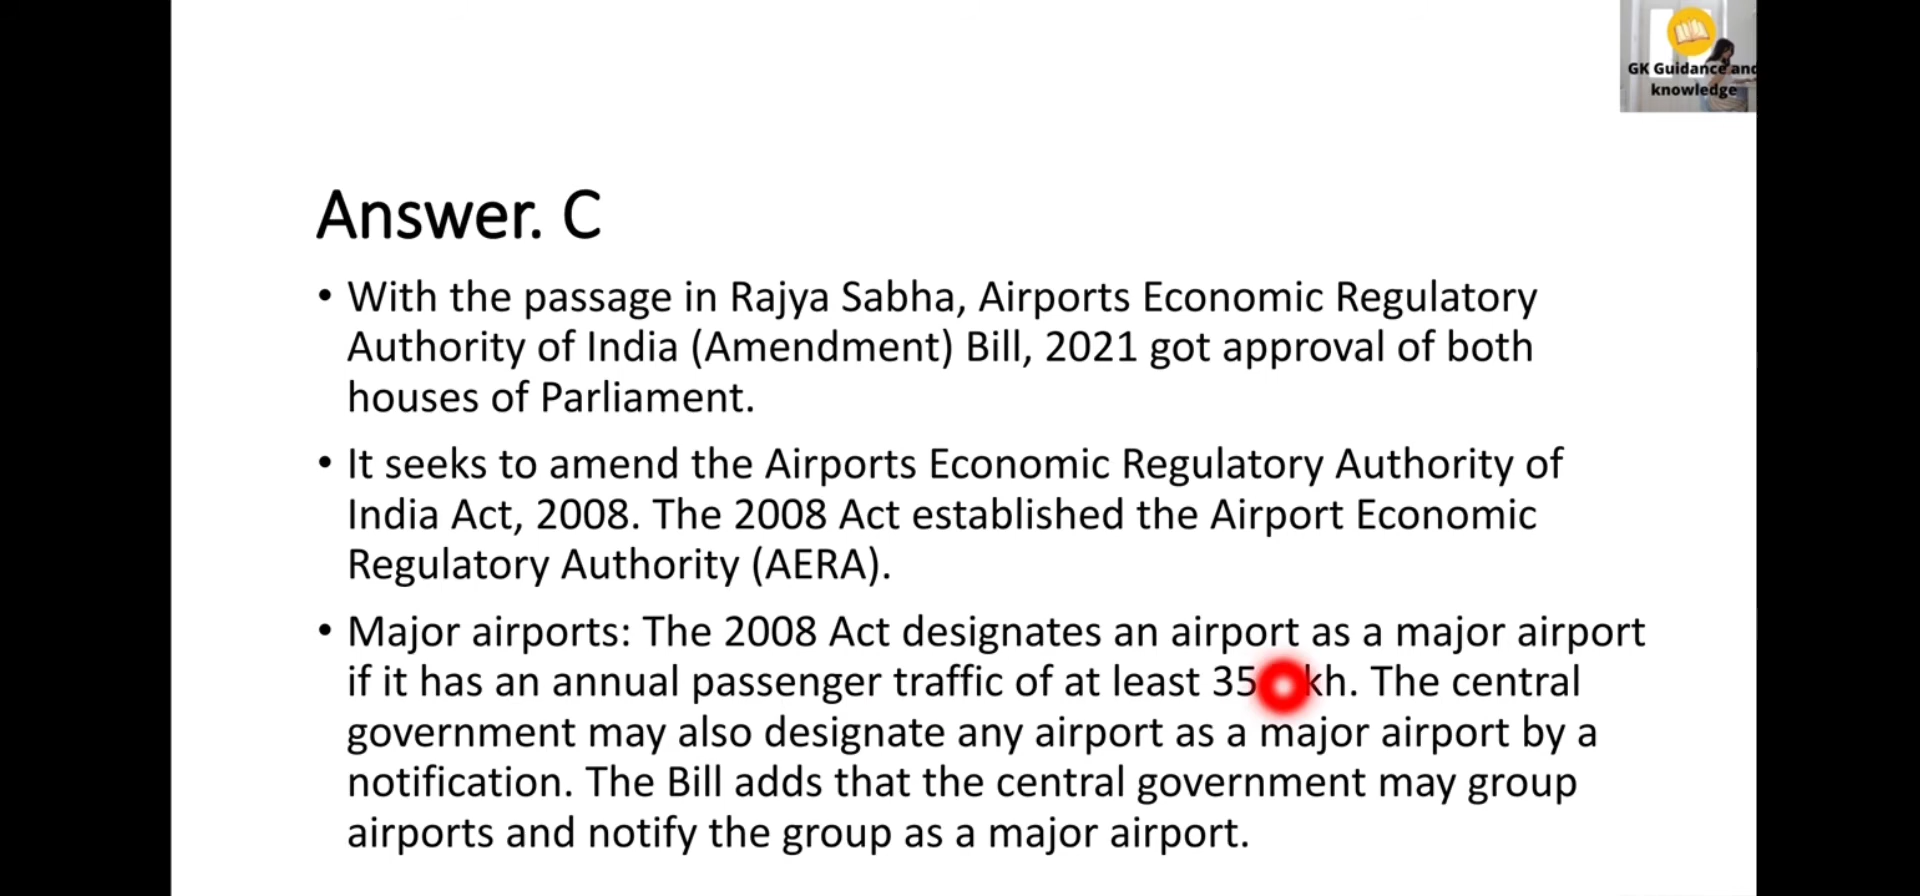 GK Guidance and
knowledge
Answer. C
• With the passage in Rajya Sabha, Airports Economic Regulatory
Authority of India (Amendment) Bill, 2021 got approval of both
houses of Parliament.
• It seeks to amend the Airports Economic Regulatory Authority of
India Act, 2008. The 2008 Act established the Airport Economic
Regulatory Authority (AERA).
• Major airports: The 2008 Act designates an airport as a major airport
if it has an annual passenger traffic of at least 35 The central
government may also designate any airport as a major airport by a
notification. The Bill adds that the central government may group
airports and notify the group as a major airport.